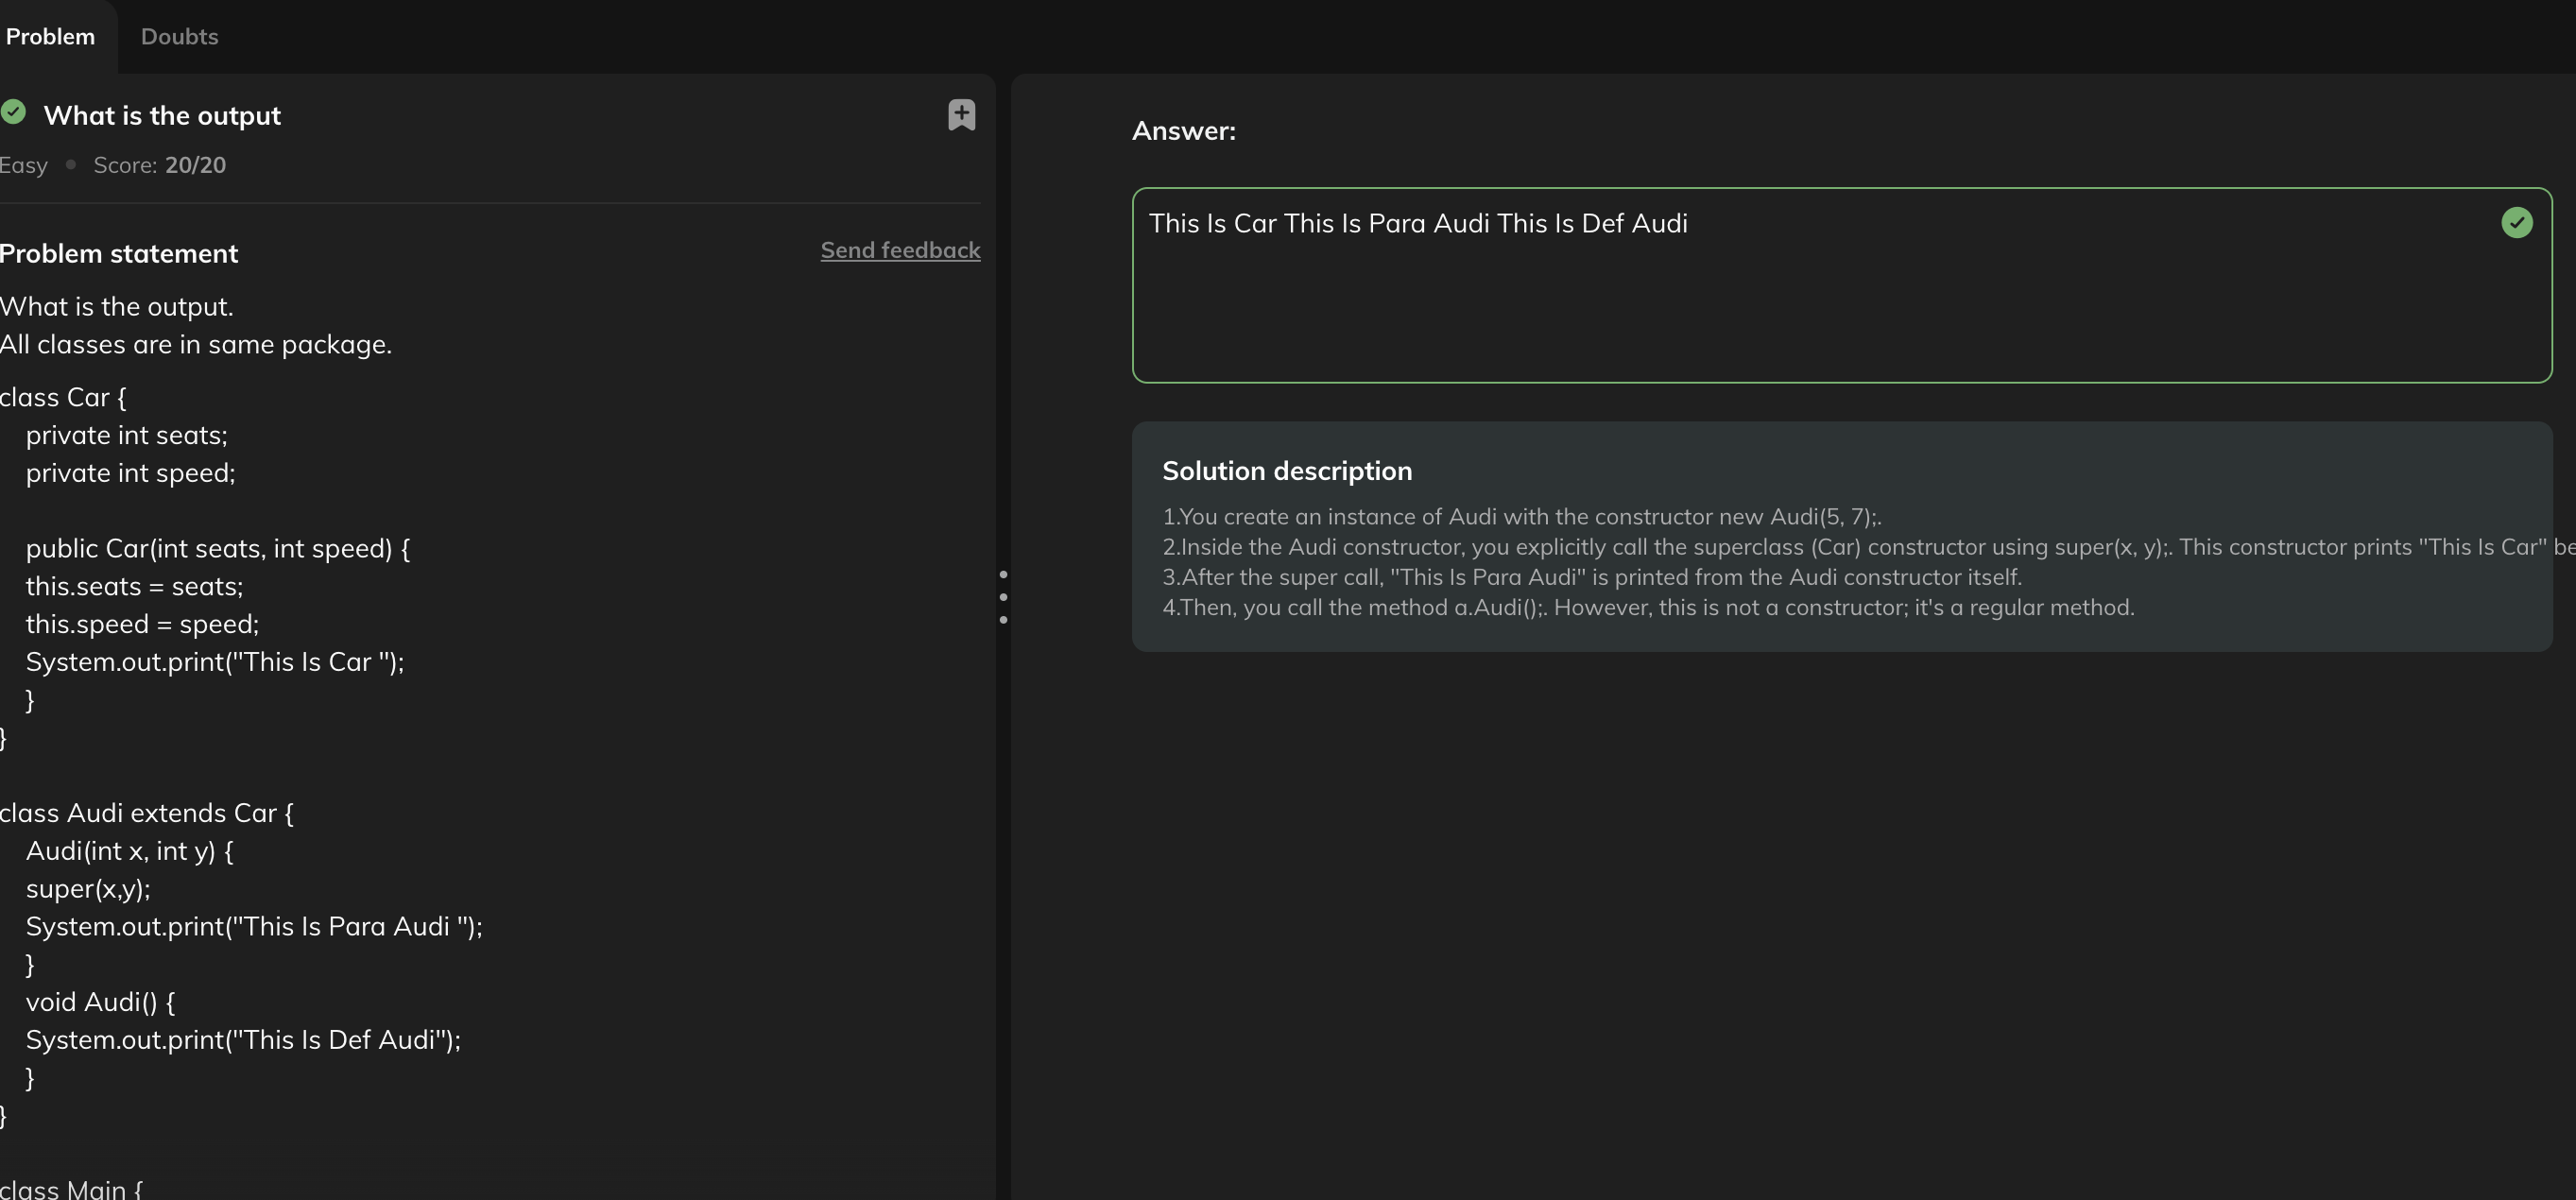 Problem
Doubts
What is the output
Easy • Score: 20/20
Problem statement
Send feedback
What is the output.
All classes are in same package.
class Car {
private int seats;
private int speed;
public Car(int seats, int speed) {
this.seats = seats;
this.speed = speed;
System.out.print("This Is Car ");
}
}
class Audi extends Car {
Audi(int x, int y) {
super(x,y);
System.out.print("This Is Para Audi ");
}
void Audi() {
System.out.print("This Is Def Audi");
}
}
class Main {
Answer:
This Is Car This Is Para Audi This Is Def Audi
Solution description
1.You create an instance of Audi with the constructor new Audi(5, 7);.
2.Inside the Audi constructor, you explicitly call the superclass (Car) constructor using super(x, y);. This constructor prints "This Is Car" be
3.After the super call, "This Is Para Audi" is printed from the Audi constructor itself.
4.Then, you call the method a.Audi();. However, this is not a constructor; it's a regular method.